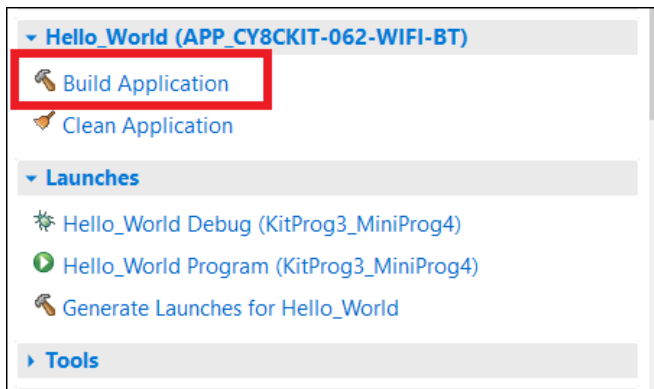 Hello_World (APP_CY8CKIT-062-WIFI-BT)
Build Application
Clean Application
Launches
Hello_World Debug (KitProg3_MiniProg4)
Hello_World Program (KitProg3_MiniProg4)
Generate Launches for Hello_World
Tools